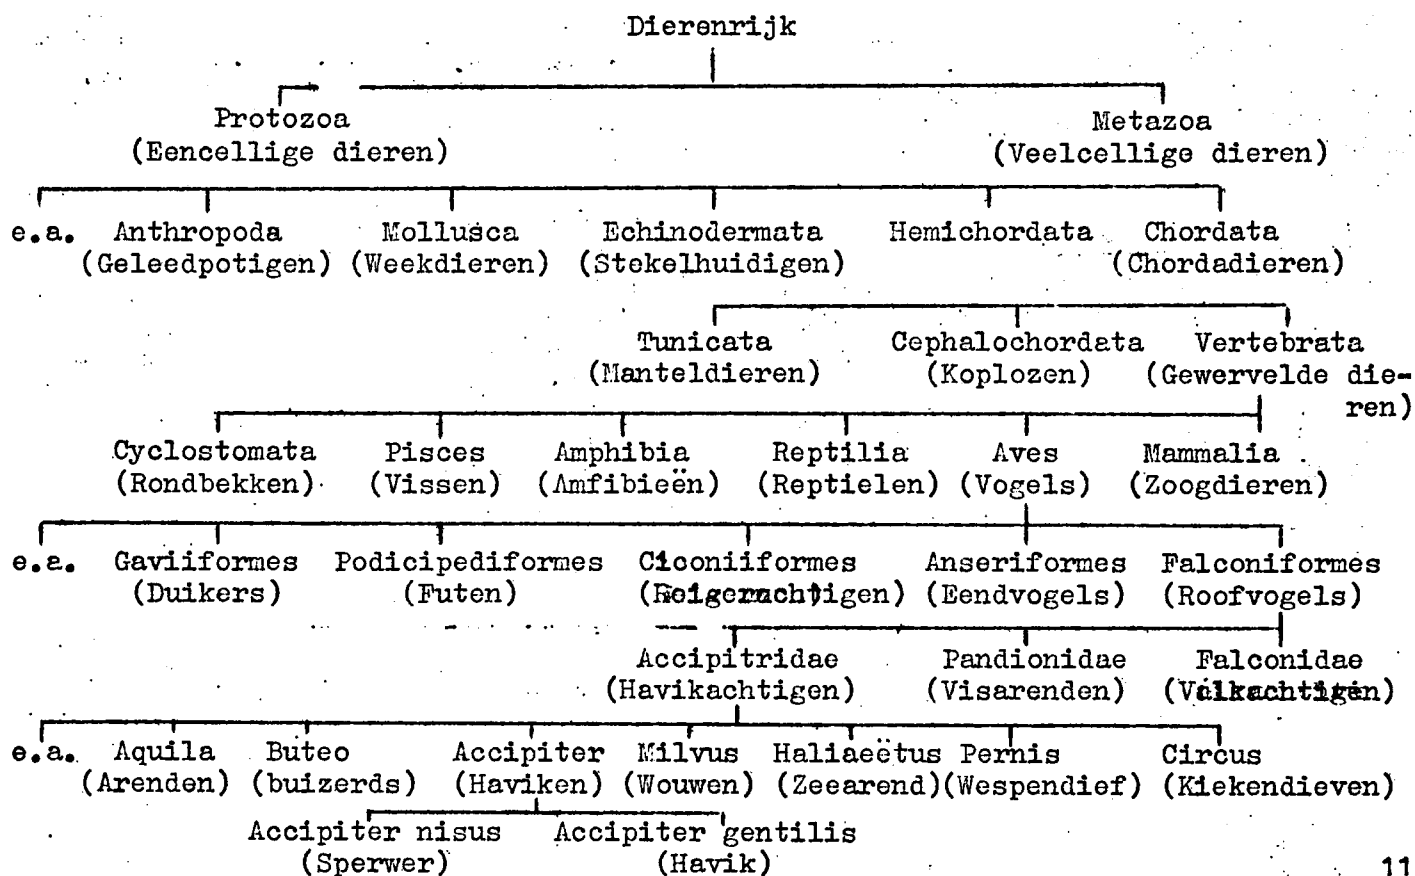 Dierenrijk
Protozoa Metazoa
(Eencellige dieren) (Veelcellige dieren)
e.a. Anthropoda Mollusca Echinodermata Hemichordata Chordata
(Geleedpotigen) (Weekdieren) (Stekelhuidigen) (Chordadieren)
Tunicata Cephalochordata Vertebrata
(Manteldieren) (Koplozen) (Gewervelde die-
ren)
Cyclostomata Pisces Amphibia Reptilia Aves Mammalia
(Rondbekken) (Vissen) (Amfibieën) (Reptielen) (Vogels) (Zoogdieren)
e.a. Gaviiformes Podicipediformes Ciconiiformes Anseriformes Falconiformes
(Duikers) (Futen) (Eendvogels) (Roofvogels)
Accipitridae Pandionidae Falconidae
(Havikachtigen) (Visarenden) (Valkachtigen)
e.a. Aquila Buteo Accipiter Milvus Haliaeëtus Pernis Circus
(Arenden) (buizerds) (Haviken) (Wouwen) (Zeearend) (Wespendief) (Kiekendieven)
Accipiter nisus Accipiter gentilis
(Sperwer) (Havik)
11